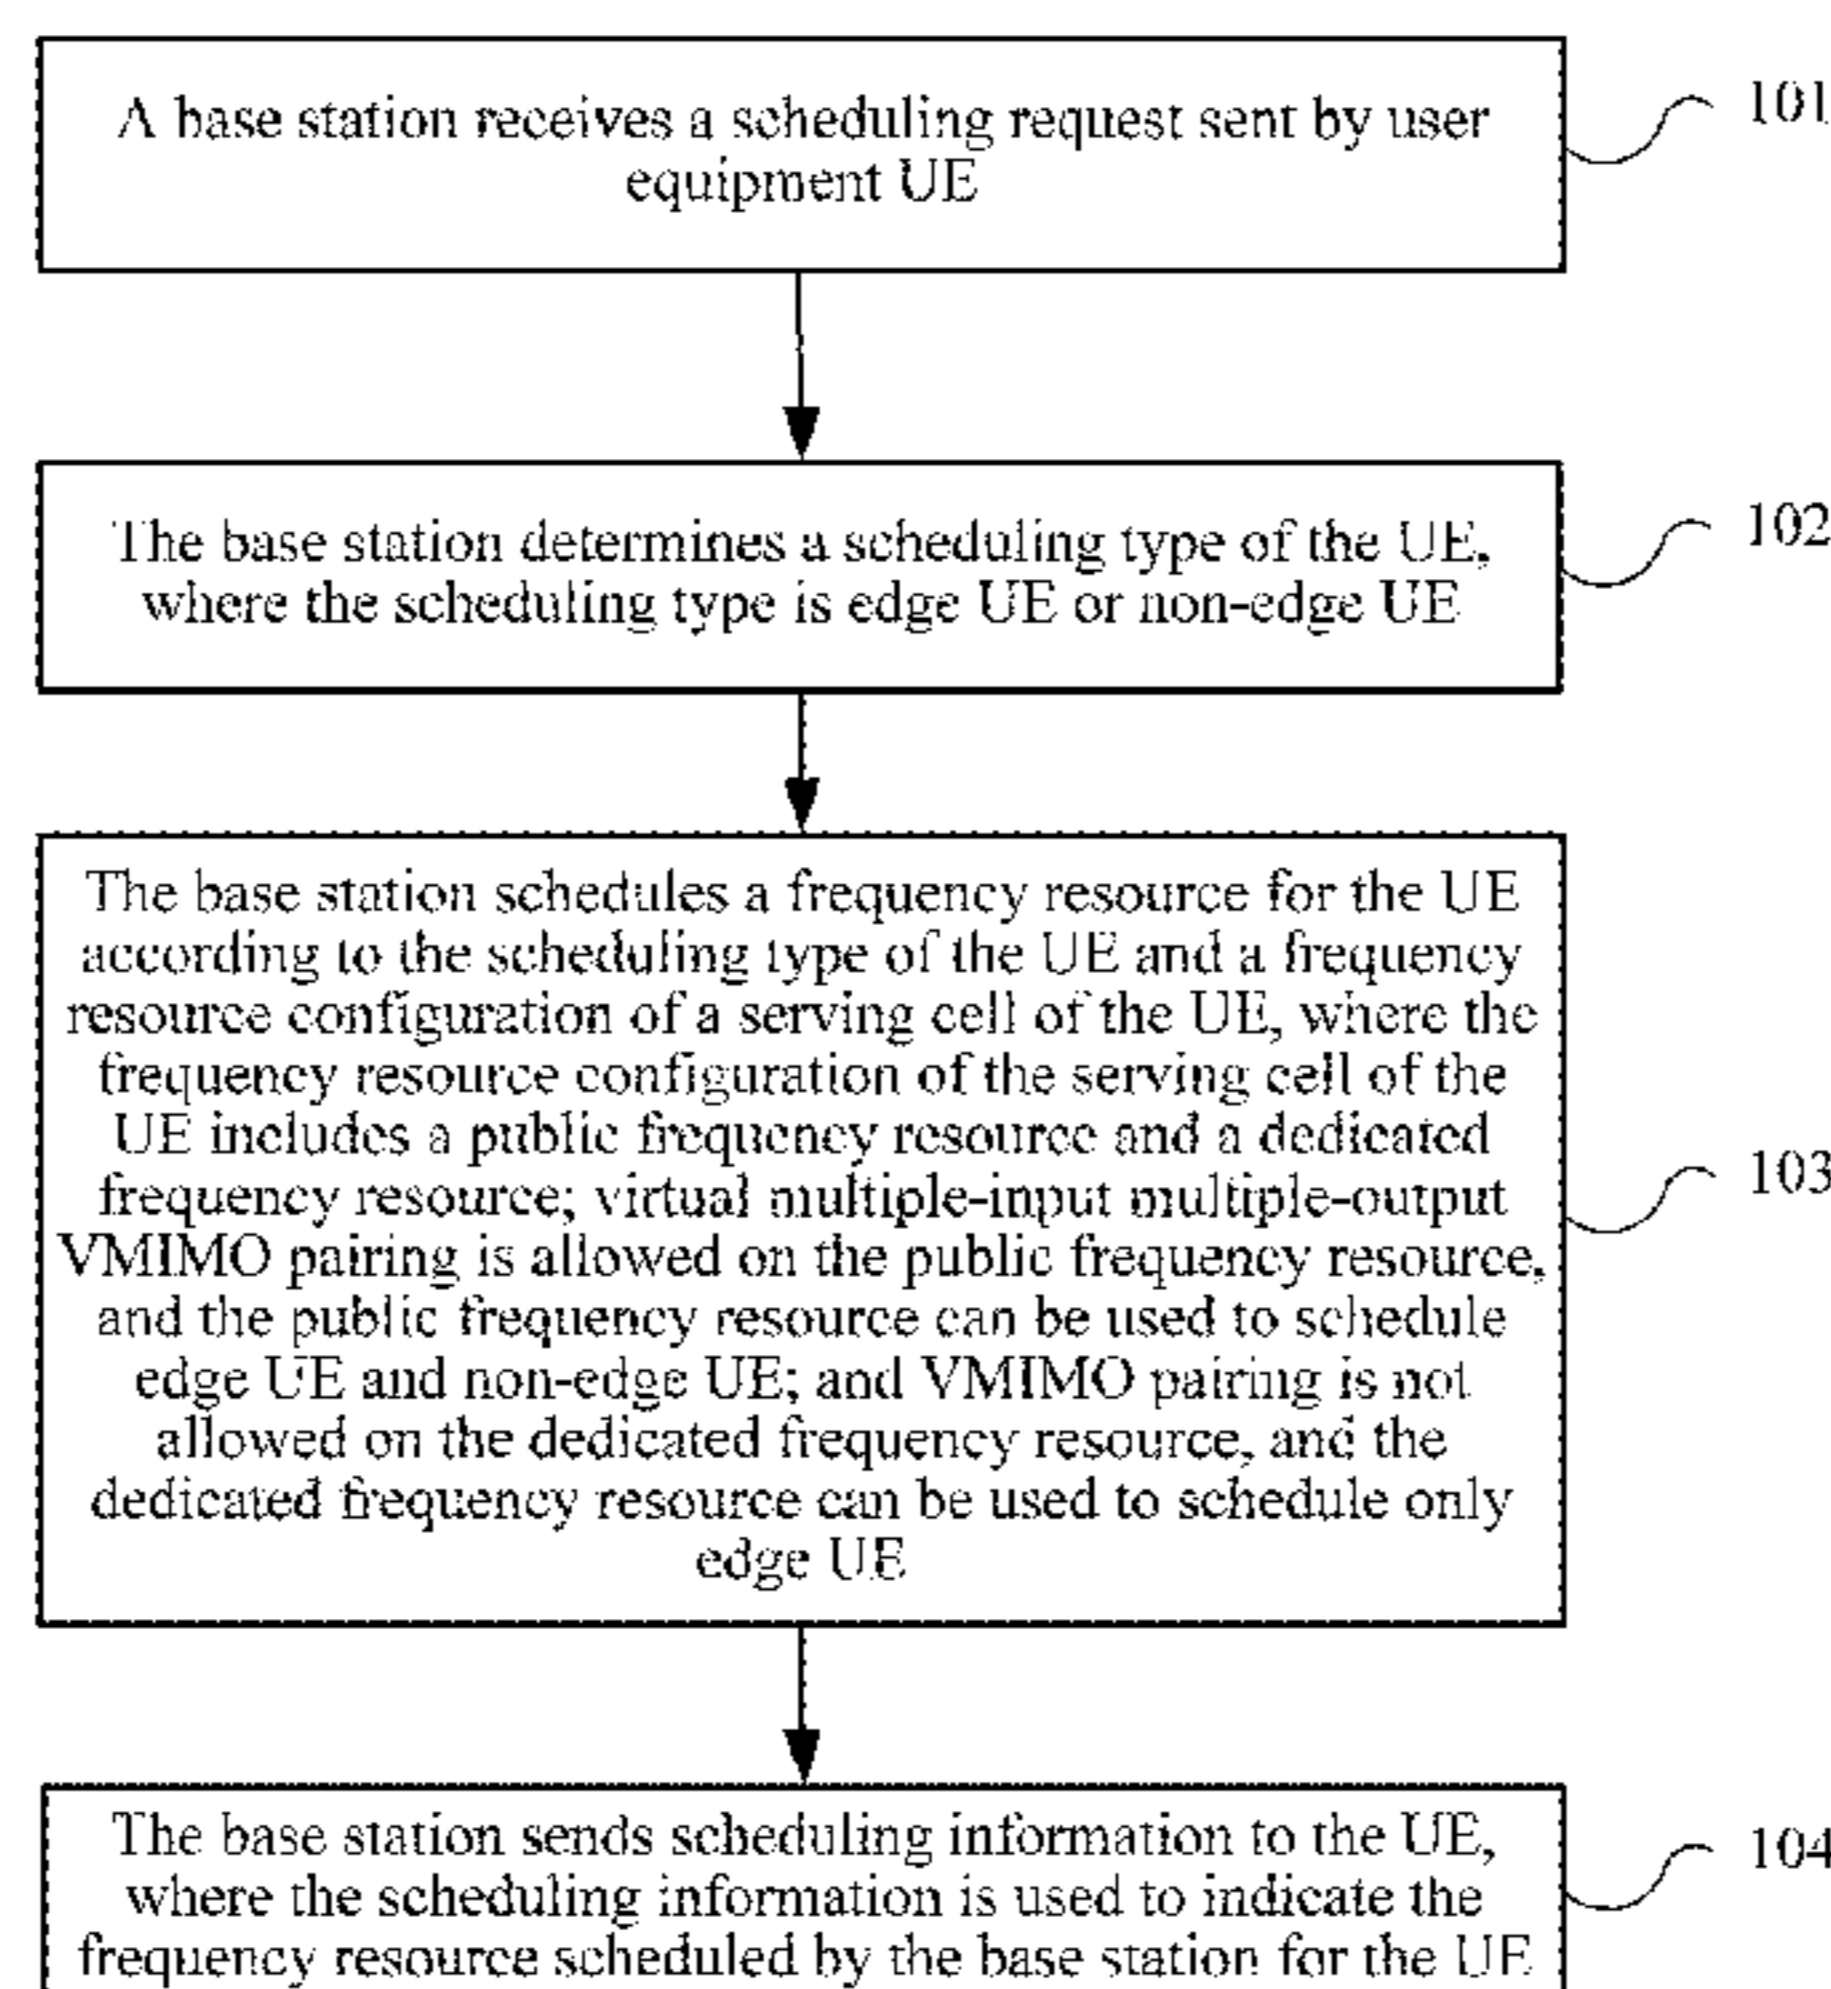 A base station receives a scheduling request sent by user
equipment UE
101
The base station determines a scheduling type of the UE,
where the scheduling type is edge UE or non-edge UE
102
The base station schedules a frequency resource for the UE
according to the scheduling type of the UE and a frequency
resource configuration of a serving cell of the UE, where the
frequency resource configuration of the serving cell of the
UE includes a public frequency resource and a dedicated
frequency resource; virtual multiple-input multiple-output
VMIMO pairing is allowed on the public frequency resource,
and the public frequency resource can be used to schedule
edge UE and non-edge UE; and VMIMO pairing is not
allowed on the dedicated frequency resource, and the
dedicated frequency resource can be used to schedule only
edge UE
103
The base station sends scheduling information to the UE,
where the scheduling information is used to indicate the
frequency resource scheduled by the base station for the UE
104